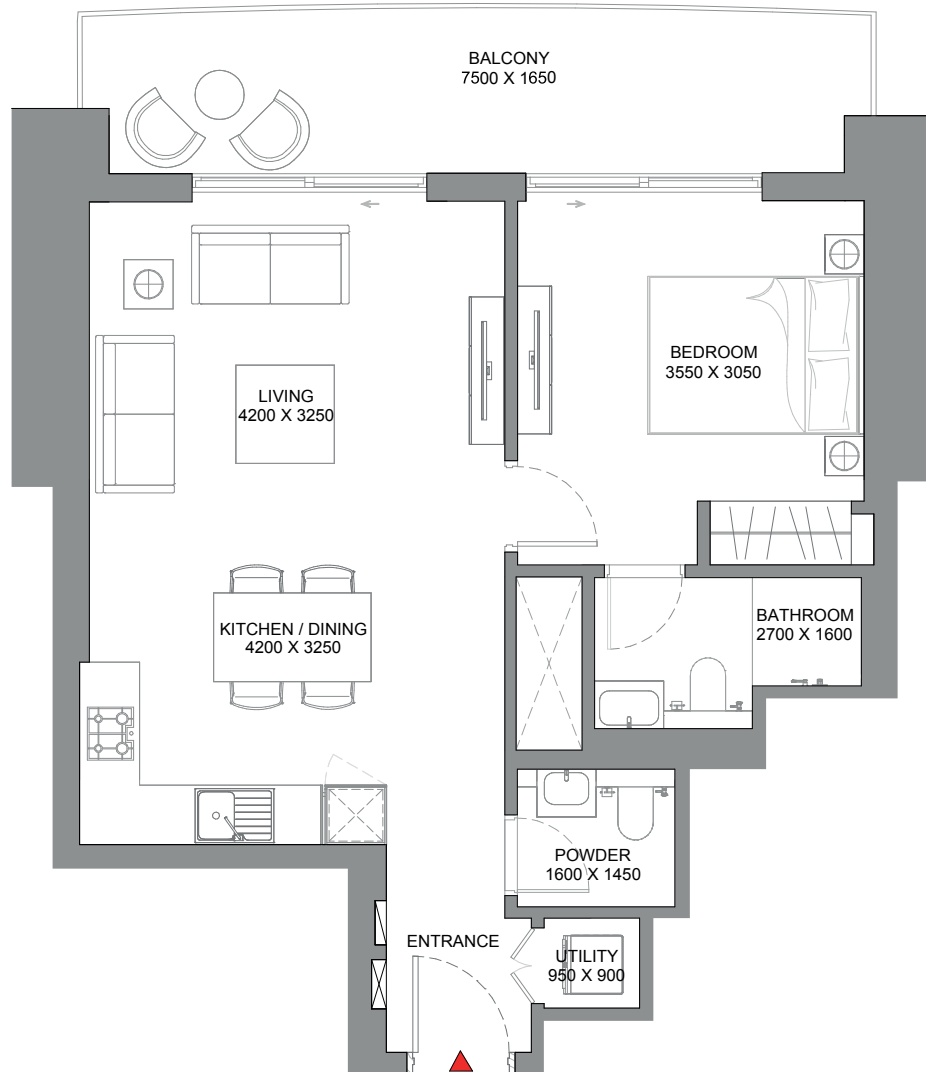 BALCONY
7500 X 1650
BEDROOM
3550 X 3050
LIVING
4200 X 3250
KITCHEN / DINING
4200 X 3250
BATHROOM
2700 X 1600
POWDER
1600 X 1450
ENTRANCE
UTILITY
950 X 900